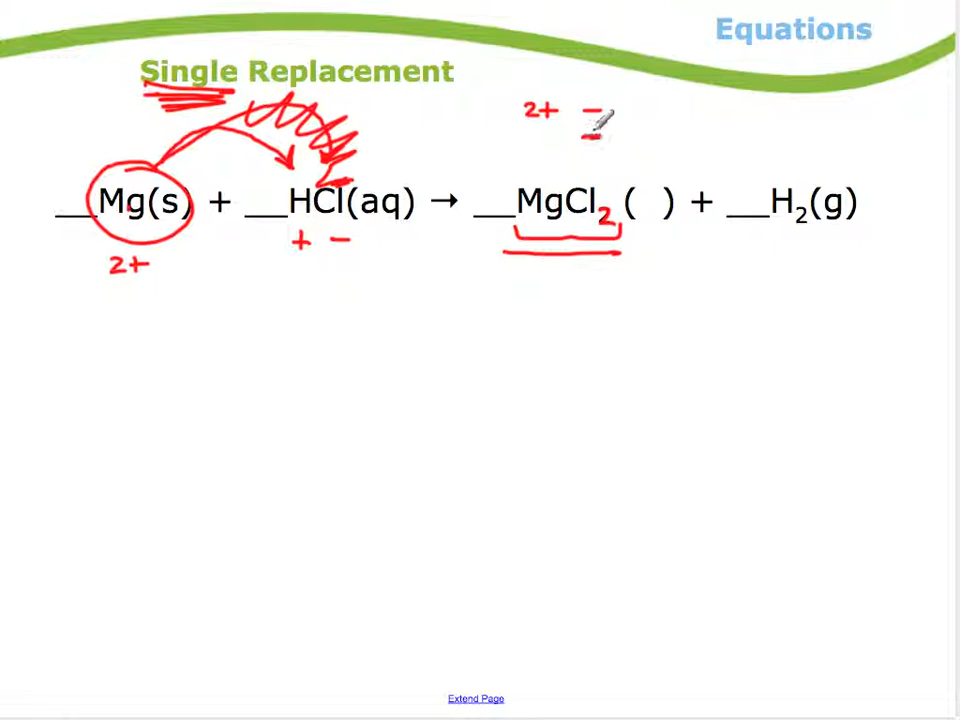 Equations
Single Replacement
2+ − −
__Mg(s) + __HCl(aq) → __MgCl₂ ( ) + __H₂(g)
+ −
2+
Extend Page